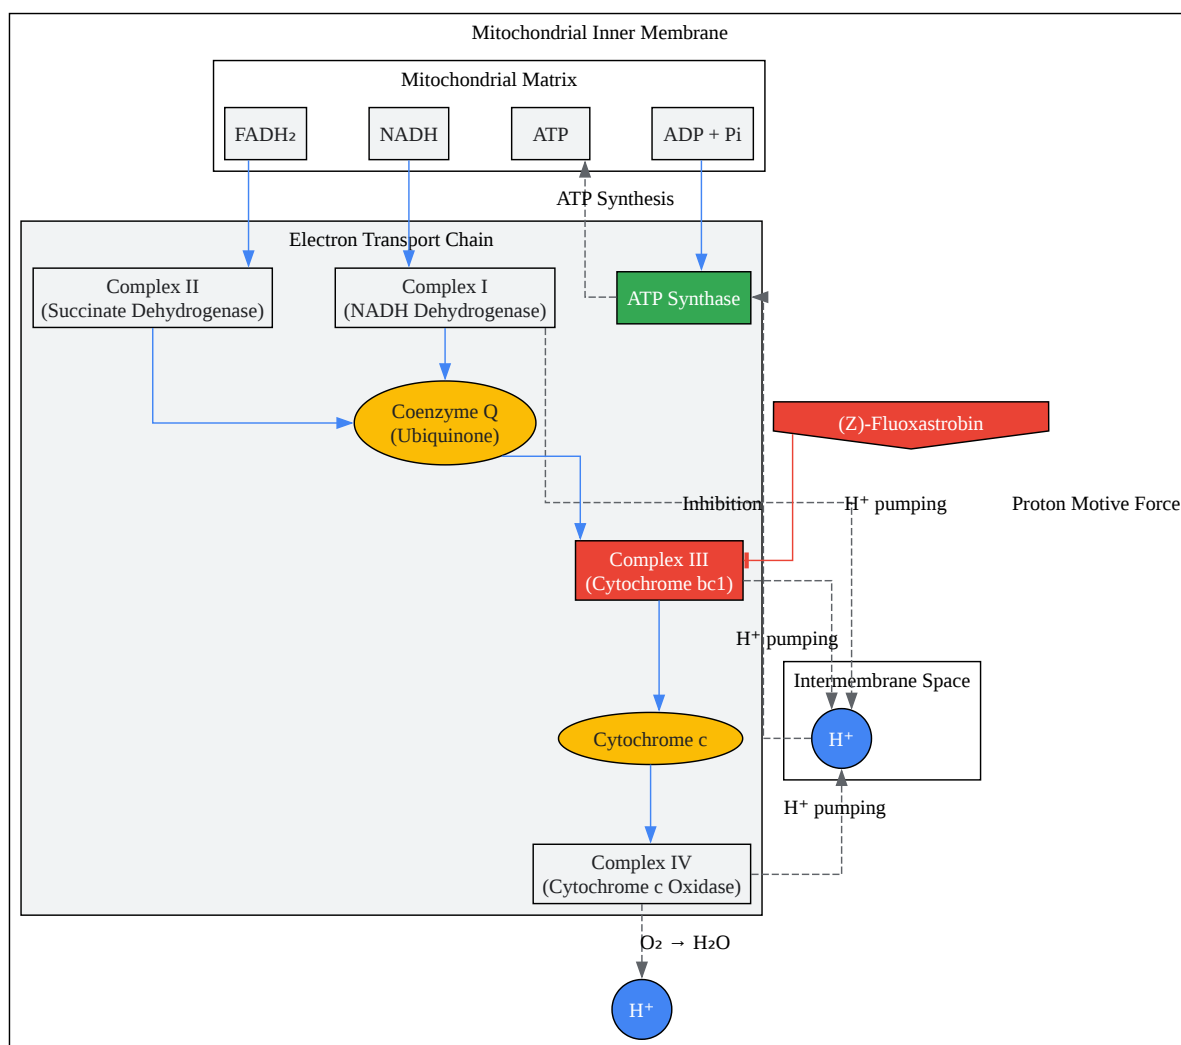 Mitochondrial Inner Membrane
Mitochondrial Matrix
FADH₂
NADH
ATP
ADP + Pi
ATP Synthesis
Electron Transport Chain
Complex II
(Succinate Dehydrogenase)
Complex I
(NADH Dehydrogenase)
ATP Synthase
Coenzyme Q
(Ubiquinone)
(Z)-Fluoxastrobin
Inhibition
H⁺ pumping
Proton Motive Force
Complex III
(Cytochrome bc1)
H⁺ pumping
Intermembrane Space
Cytochrome c
H⁺
H⁺ pumping
Complex IV
(Cytochrome c Oxidase)
O₂ → H₂O
H⁺